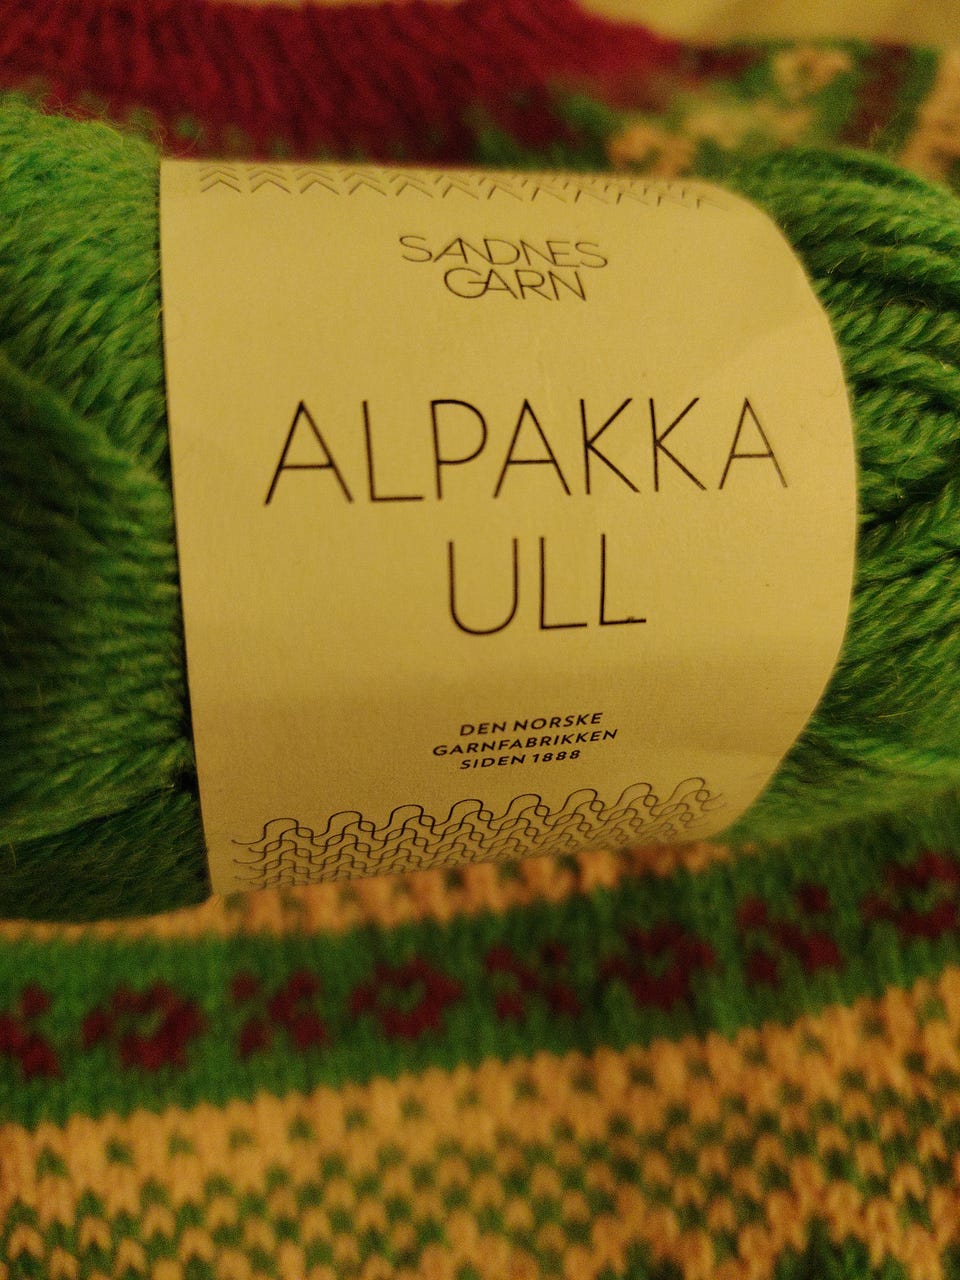 SANDNES
GARN
ALPAKKA
ULL
DEN NORSKE
GARNFABRIKKEN
SIDEN 1888